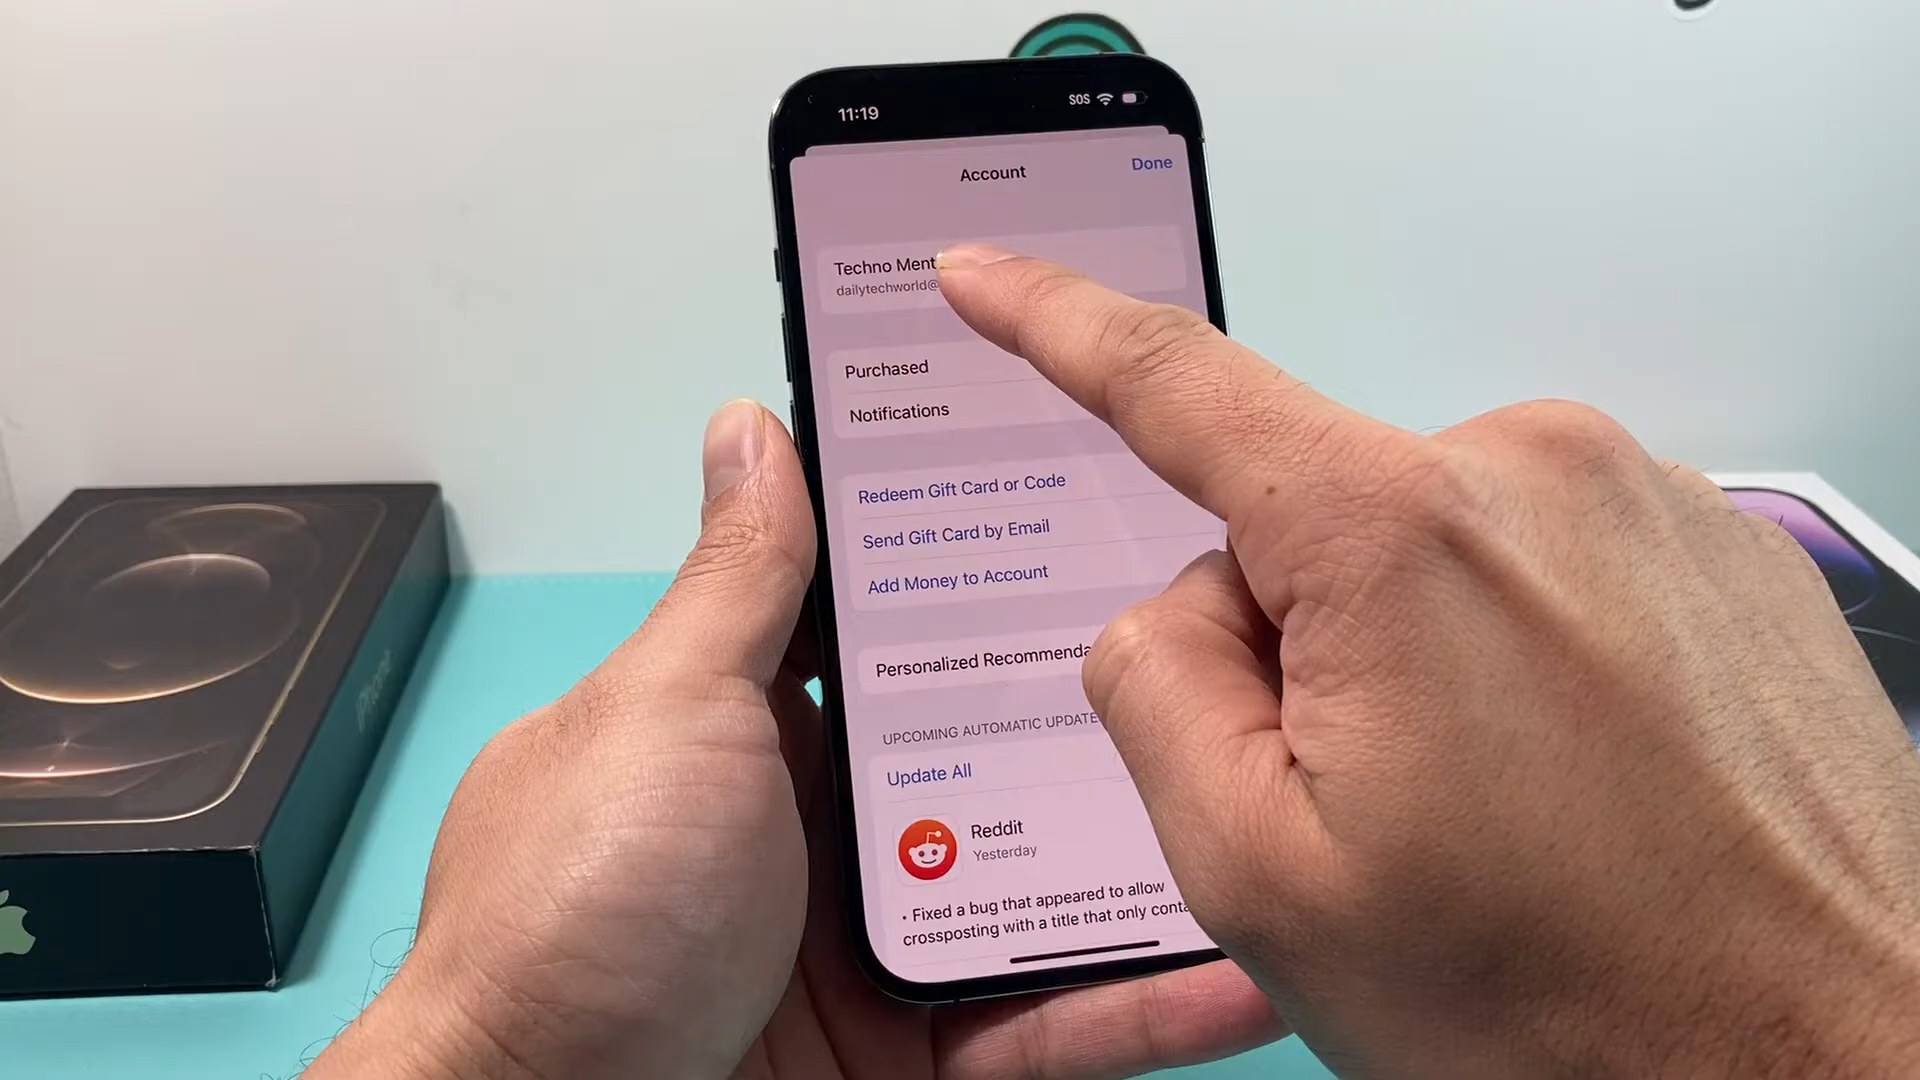 11:19
SOS
Account
Done
Techno Ment
dailytechworld@
Purchased
Notifications
Redeem Gift Card or Code
Send Gift Card by Email
Add Money to Account
Personalized Recommenda
UPCOMING AUTOMATIC UPDATE
Update All
Reddit
Yesterday
• Fixed a bug that appeared to allow
crossposting with a title that only conta
iPhone